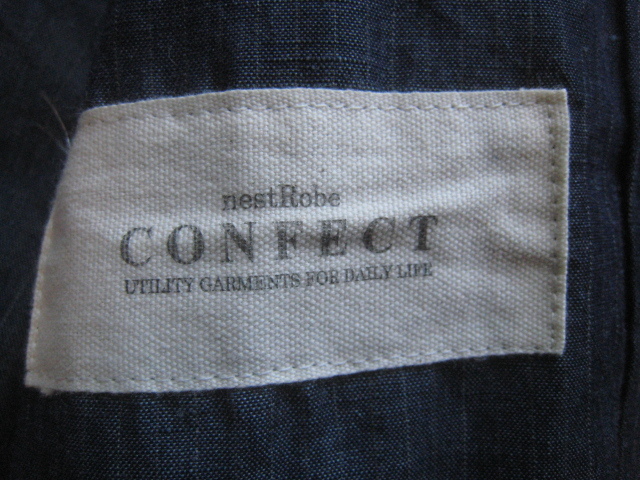 nestRobe
CONFECT
UTILITY GARMENTS FOR DAILY LIFE